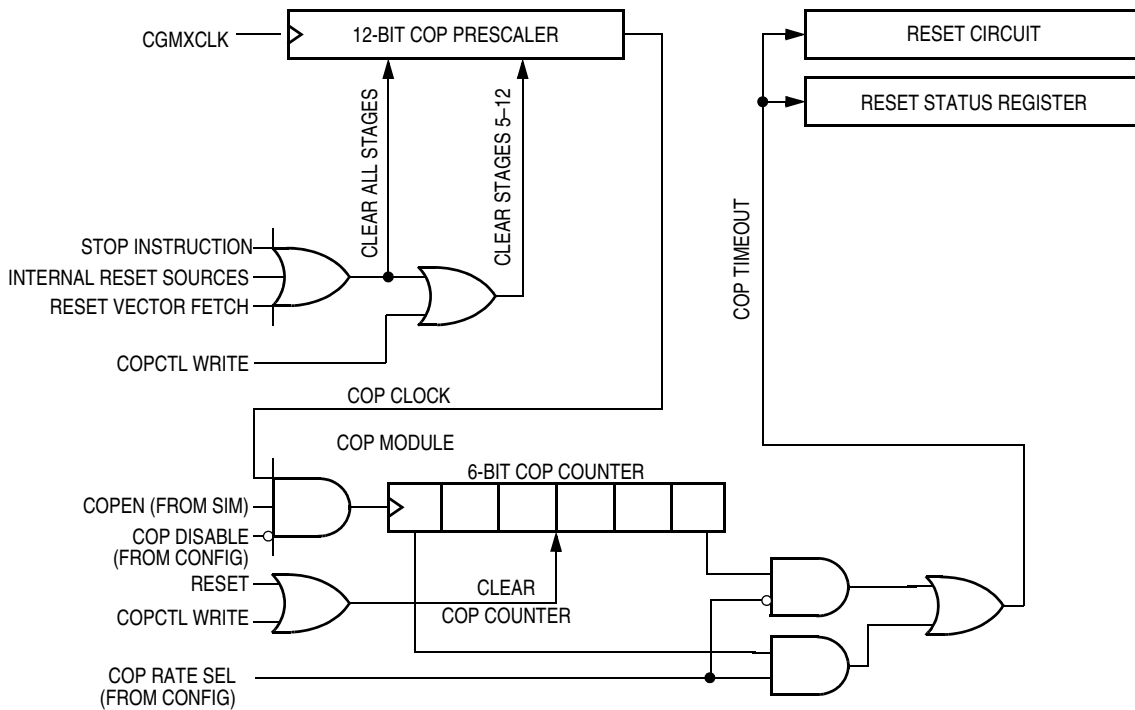 CGMXCLK
12-BIT COP PRESCALER
RESET CIRCUIT
RESET STATUS REGISTER
CLEAR ALL STAGES
CLEAR STAGES 5–12
COP TIMEOUT
STOP INSTRUCTION
INTERNAL RESET SOURCES
RESET VECTOR FETCH
COPCTL WRITE
COP CLOCK
COP MODULE
6-BIT COP COUNTER
COPEN (FROM SIM)
COP DISABLE
(FROM CONFIG)
RESET
COPCTL WRITE
CLEAR
COP COUNTER
COP RATE SEL
(FROM CONFIG)